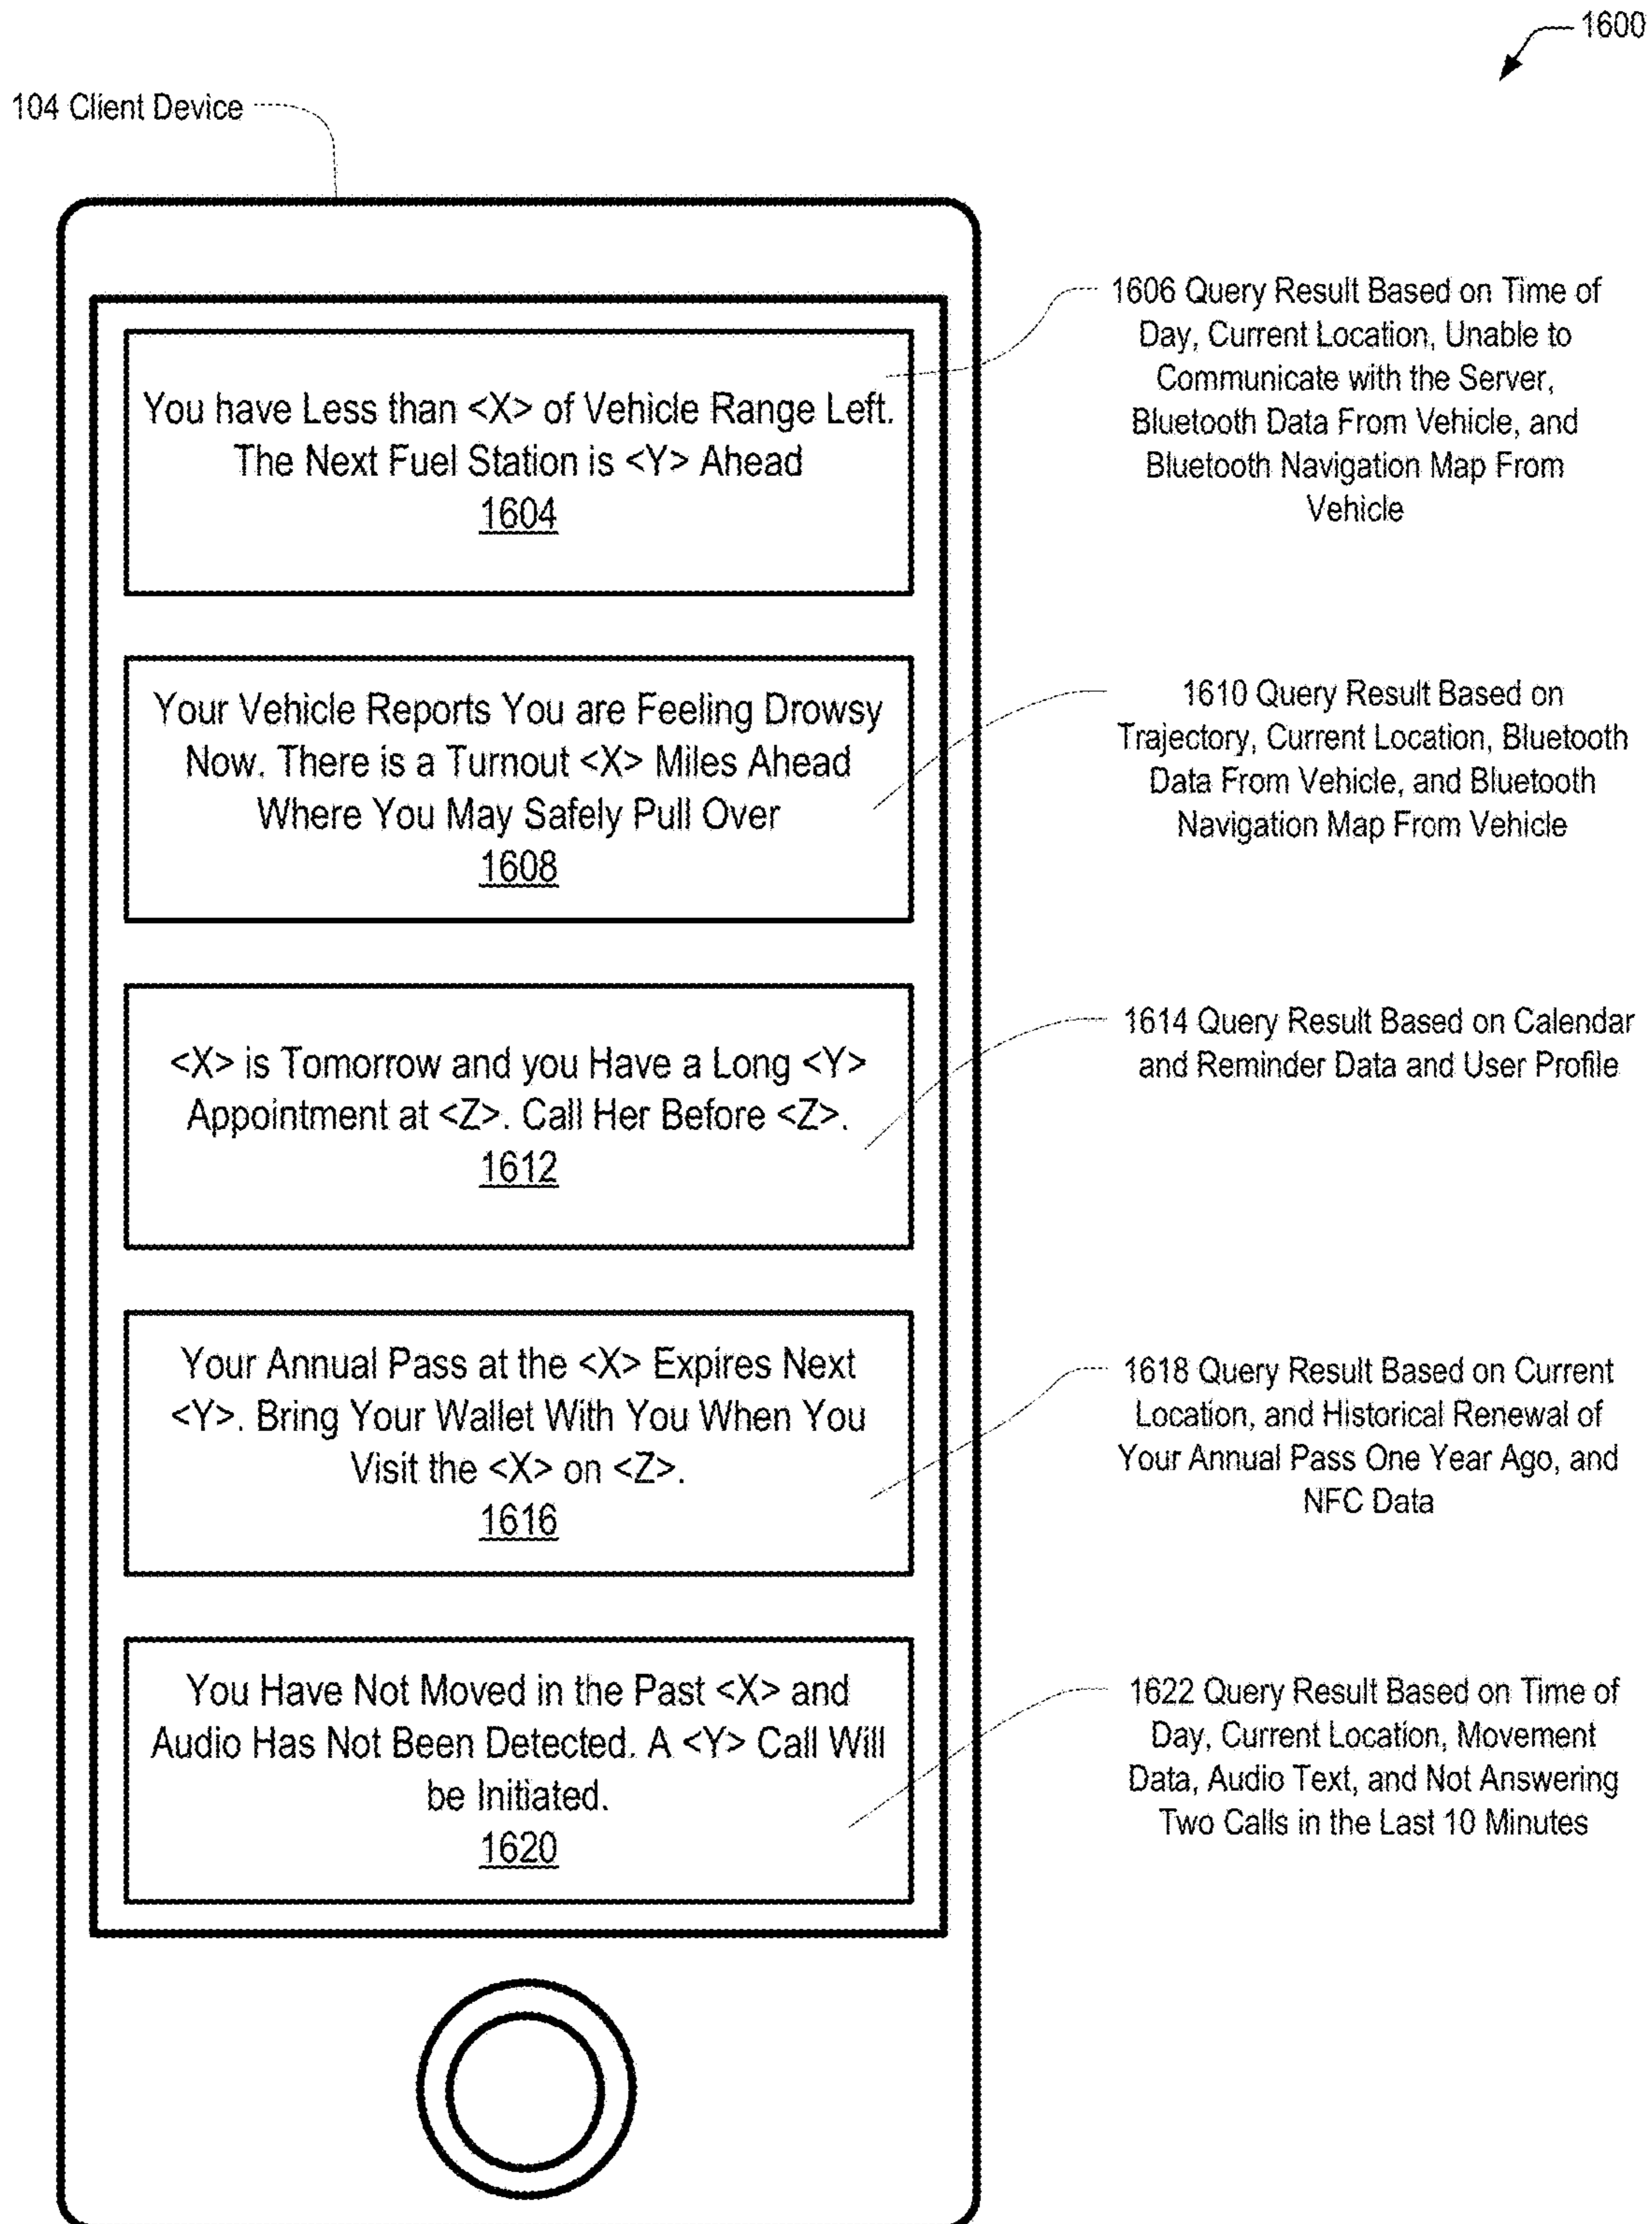 1600
104 Client Device
You have Less than <X> of Vehicle Range Left.
The Next Fuel Station is <Y> Ahead
1604
1606 Query Result Based on Time of
Day, Current Location, Unable to
Communicate with the Server,
Bluetooth Data From Vehicle, and
Bluetooth Navigation Map From
Vehicle
Your Vehicle Reports You are Feeling Drowsy
Now. There is a Turnout <X> Miles Ahead
Where You May Safely Pull Over
1608
1610 Query Result Based on
Trajectory, Current Location, Bluetooth
Data From Vehicle, and Bluetooth
Navigation Map From Vehicle
<X> is Tomorrow and you Have a Long <Y>
Appointment at <Z>. Call Her Before <Z>.
1612
1614 Query Result Based on Calendar
and Reminder Data and User Profile
Your Annual Pass at the <X> Expires Next
<Y>. Bring Your Wallet With You When You
Visit the <X> on <Z>.
1616
1618 Query Result Based on Current
Location, and Historical Renewal of
Your Annual Pass One Year Ago, and
NFC Data
You Have Not Moved in the Past <X> and
Audio Has Not Been Detected. A <Y> Call Will
be Initiated.
1620
1622 Query Result Based on Time of
Day, Current Location, Movement
Data, Audio Text, and Not Answering
Two Calls in the Last 10 Minutes